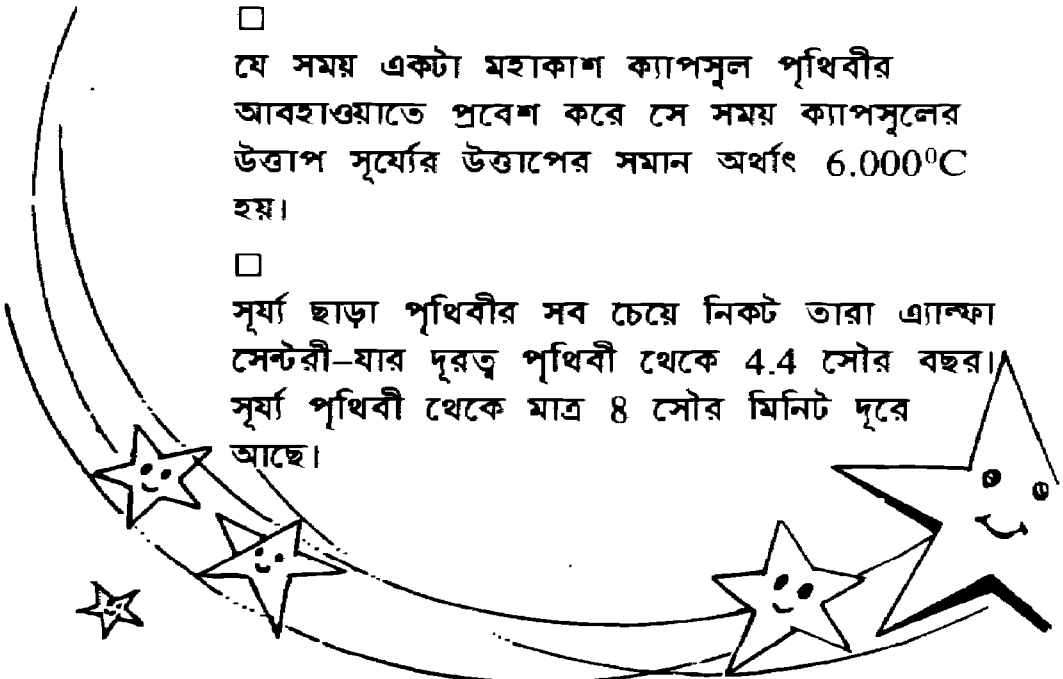 যে সময় একটা মহাকাশ ক্যাপসুল পৃথিবীর
আবহাওয়াতে প্রবেশ করে সে সময় ক্যাপসুলের
উত্তাপ সূর্য্যের উত্তাপের সমান অর্থাৎ 6.000⁰C
হয়।
সূর্য্য ছাড়া পৃথিবীর সব চেয়ে নিকট তারা এ্যাল্ফা
সেন্টরী–যার দূরত্ব পৃথিবী থেকে 4.4 সৌর বছর।
সূর্য্য পৃথিবী থেকে মাত্র 8 সৌর মিনিট দূরে
আছে।